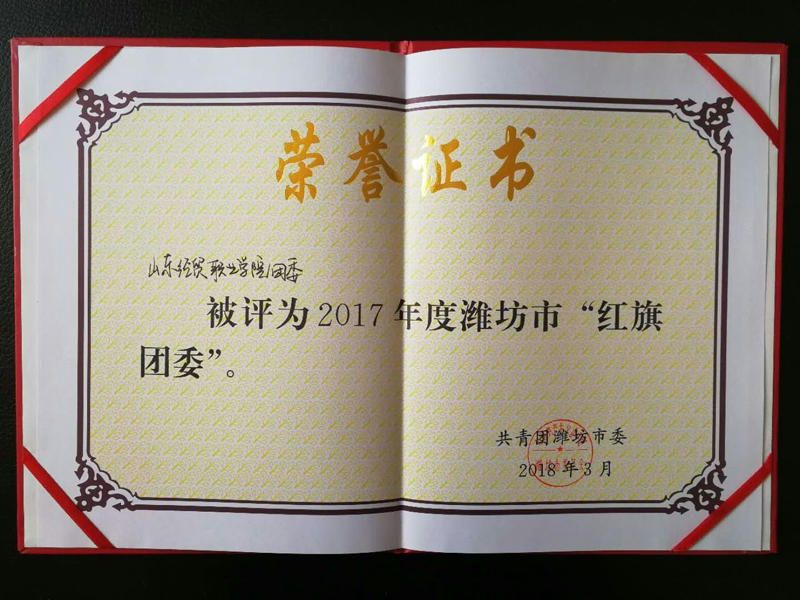 荣誉证书
山东经贸职业学院团委
被评为2017年度潍坊市“红旗
团委”。
共青团潍坊市委
2018年3月